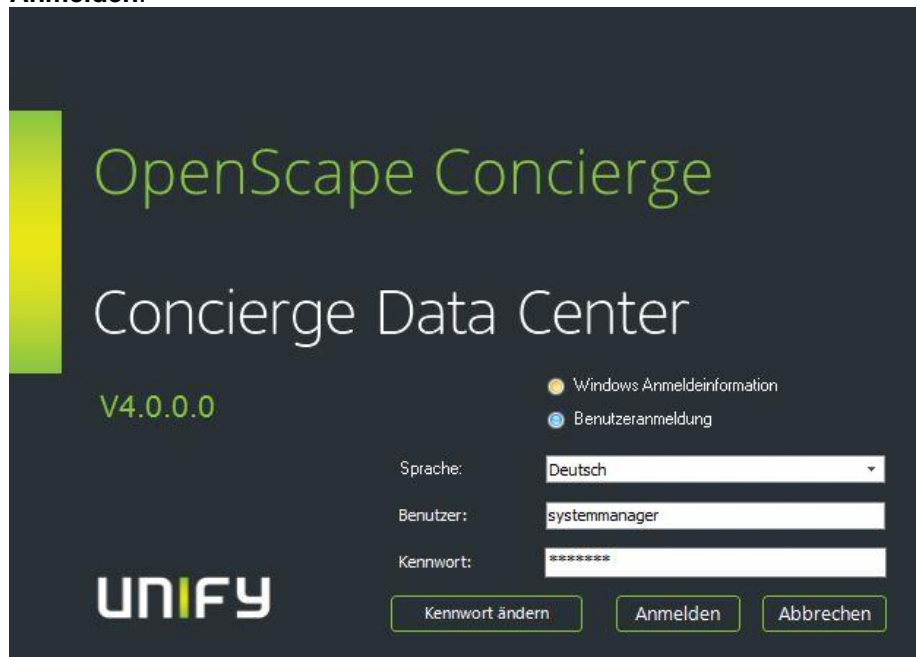 Anmelden.
OpenScape Concierge
Concierge Data Center
V4.0.0.0
Windows Anmeldeinformation
Benutzeranmeldung
Sprache: Deutsch
Benutzer: systemmanager
Kennwort: *******
UNIFY
Kennwort ändern Anmelden Abbrechen